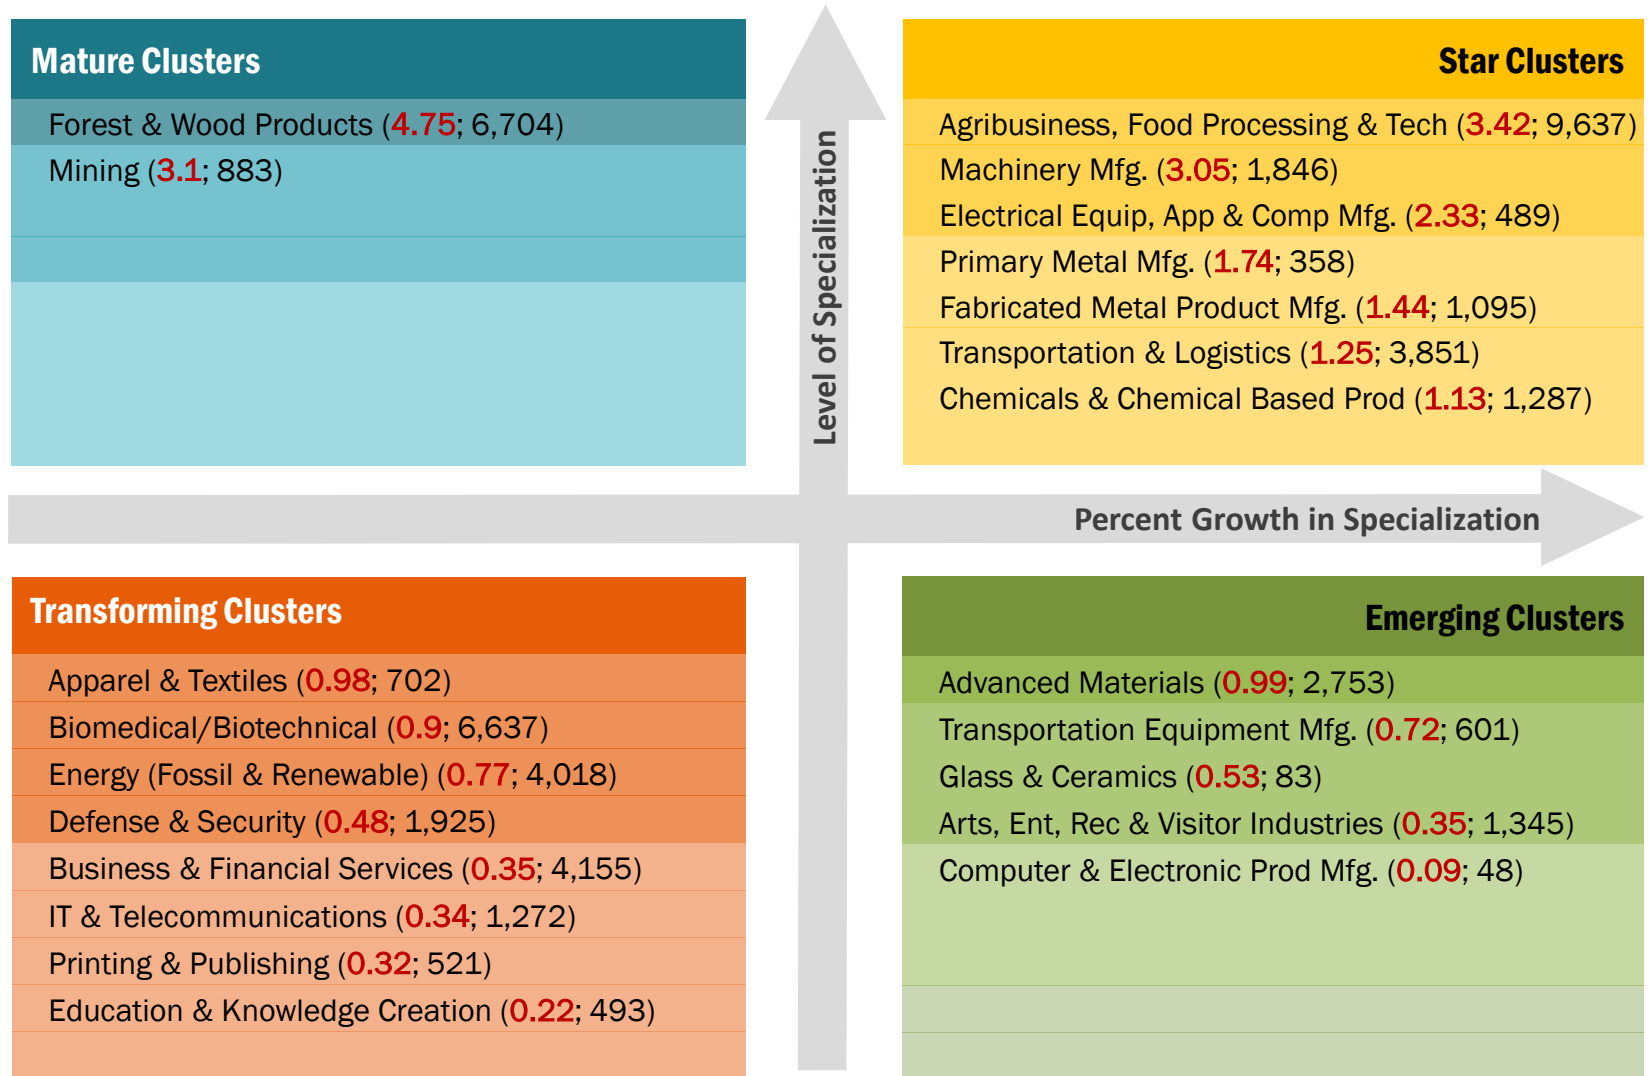 Mature Clusters
Forest & Wood Products (4.75; 6,704)
Mining (3.1; 883)
Level of Specialization
Star Clusters
Agribusiness, Food Processing & Tech (3.42; 9,637)
Machinery Mfg. (3.05; 1,846)
Electrical Equip, App & Comp Mfg. (2.33; 489)
Primary Metal Mfg. (1.74; 358)
Fabricated Metal Product Mfg. (1.44; 1,095)
Transportation & Logistics (1.25; 3,851)
Chemicals & Chemical Based Prod (1.13; 1,287)
Percent Growth in Specialization
Transforming Clusters
Apparel & Textiles (0.98; 702)
Biomedical/Biotechnical (0.9; 6,637)
Energy (Fossil & Renewable) (0.77; 4,018)
Defense & Security (0.48; 1,925)
Business & Financial Services (0.35; 4,155)
IT & Telecommunications (0.34; 1,272)
Printing & Publishing (0.32; 521)
Education & Knowledge Creation (0.22; 493)
Emerging Clusters
Advanced Materials (0.99; 2,753)
Transportation Equipment Mfg. (0.72; 601)
Glass & Ceramics (0.53; 83)
Arts, Ent, Rec & Visitor Industries (0.35; 1,345)
Computer & Electronic Prod Mfg. (0.09; 48)